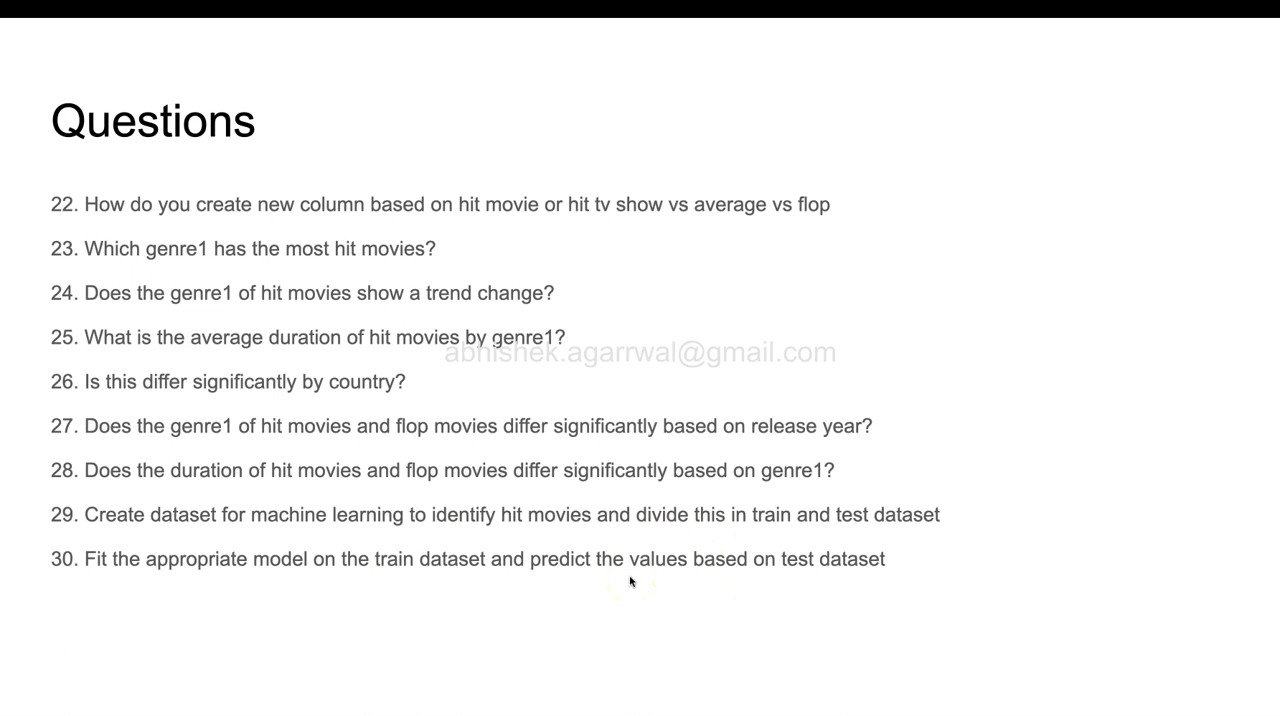 Questions
22. How do you create new column based on hit movie or hit tv show vs average vs flop
23. Which genre1 has the most hit movies?
24. Does the genre1 of hit movies show a trend change?
25. What is the average duration of hit movies by genre1?
abhishek.agarrwal@gmail.com
26. Is this differ significantly by country?
27. Does the genre1 of hit movies and flop movies differ significantly based on release year?
28. Does the duration of hit movies and flop movies differ significantly based on genre1?
29. Create dataset for machine learning to identify hit movies and divide this in train and test dataset
30. Fit the appropriate model on the train dataset and predict the values based on test dataset